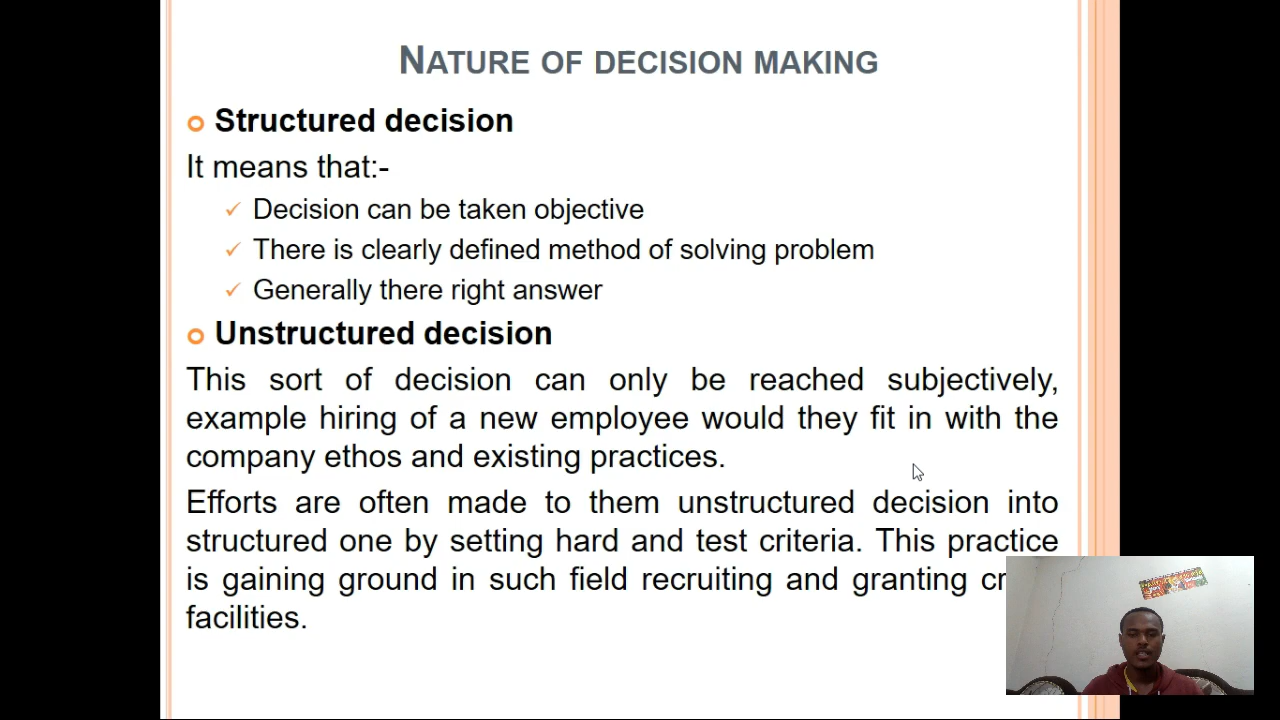 NATURE OF DECISION MAKING
Structured decision
It means that:-
Decision can be taken objective
There is clearly defined method of solving problem
Generally there right answer
Unstructured decision
This sort of decision can only be reached subjectively,
example hiring of a new employee would they fit in with the
company ethos and existing practices.
Efforts are often made to them unstructured decision into
structured one by setting hard and test criteria. This practice
is gaining ground in such field recruiting and granting
facilities.